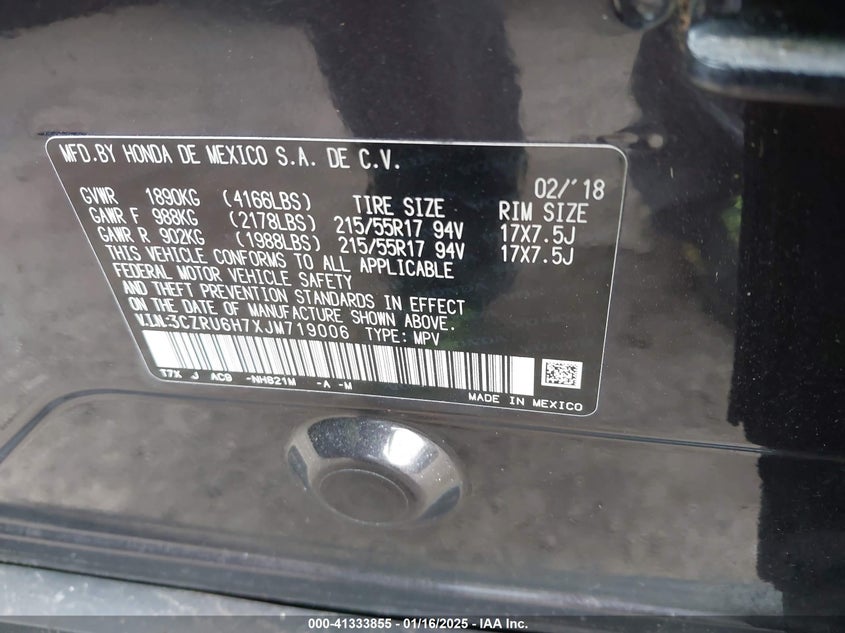 MFD.BY HONDA DE MEXICO S.A. DE C.V.
02/'18
GVWR 1890KG (4166LBS) TIRE SIZE RIM SIZE
GAWR F 988KG (2178LBS) 215/55R17 94V 17X7.5J
GAWR R 902KG (1988LBS) 215/55R17 94V 17X7.5J
THIS VEHICLE CONFORMS TO ALL APPLICABLE
FEDERAL MOTOR VEHICLE SAFETY
AND THEFT PREVENTION STANDARDS IN EFFECT
ON THE DATE OF MANUFACTURE SHOWN ABOVE.
VIN:3CZRU6H7XJM719006 TYPE:MPV
T7X J AC9 -NH821M -A -M
MADE IN MEXICO
000-41333855 - 01/16/2025 - IAA Inc.